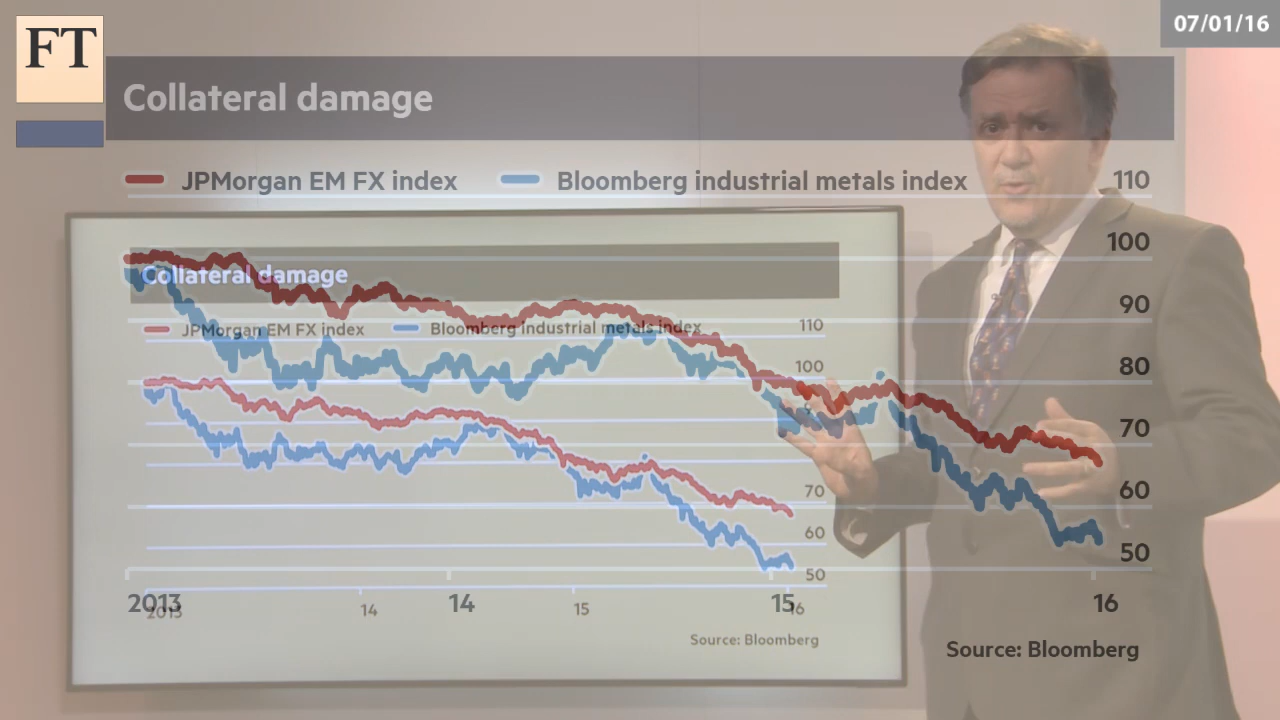 FT
07/01/16
Collateral damage
JPMorgan EM FX index Bloomberg industrial metals index
110
100
90
80
70
60
50
2013 14 15 16
Source: Bloomberg
Collateral damage
JPMorgan EM FX index Bloomberg industrial metals index
110
100
70
60
50
2013 14 15 16
Source: Bloomberg